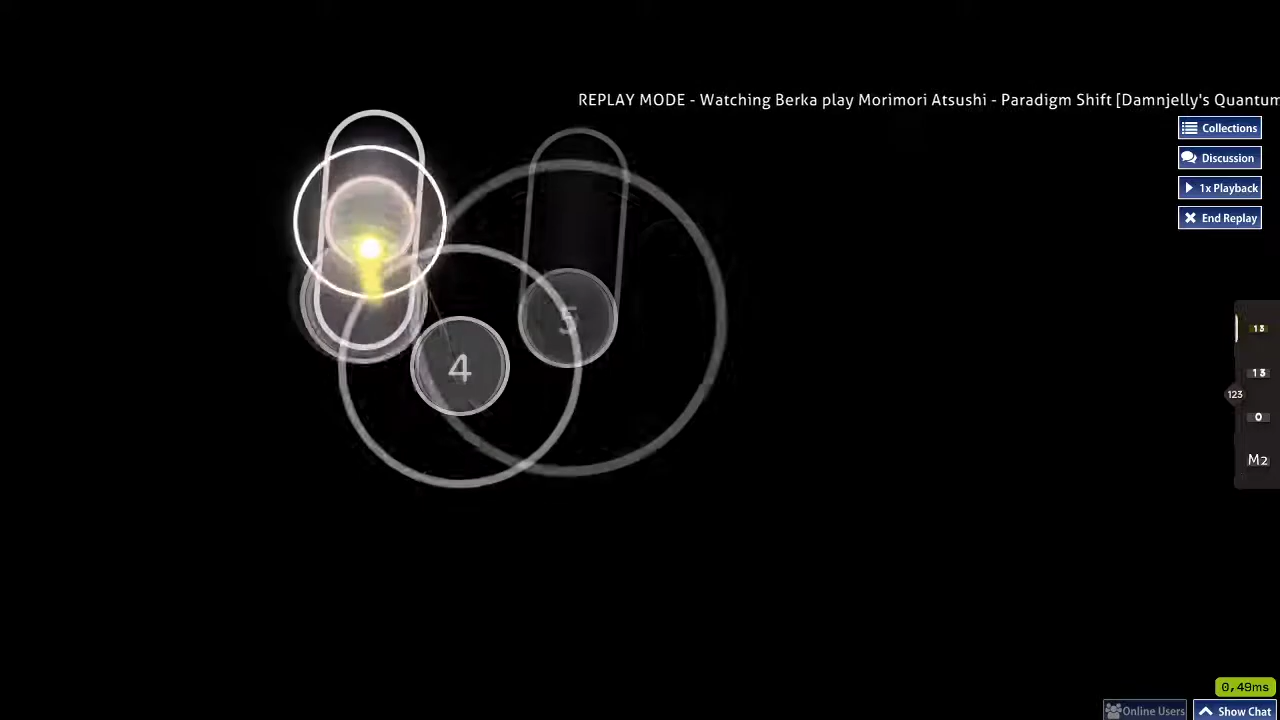 REPLAY MODE - Watching Berka play Morimori Atsushi - Paradigm Shift [Damnjelly's Quantum
Collections
Discussion
1x Playback
End Replay
5
4
13
13
123
0
M2
0,49ms
Online Users
Show Chat